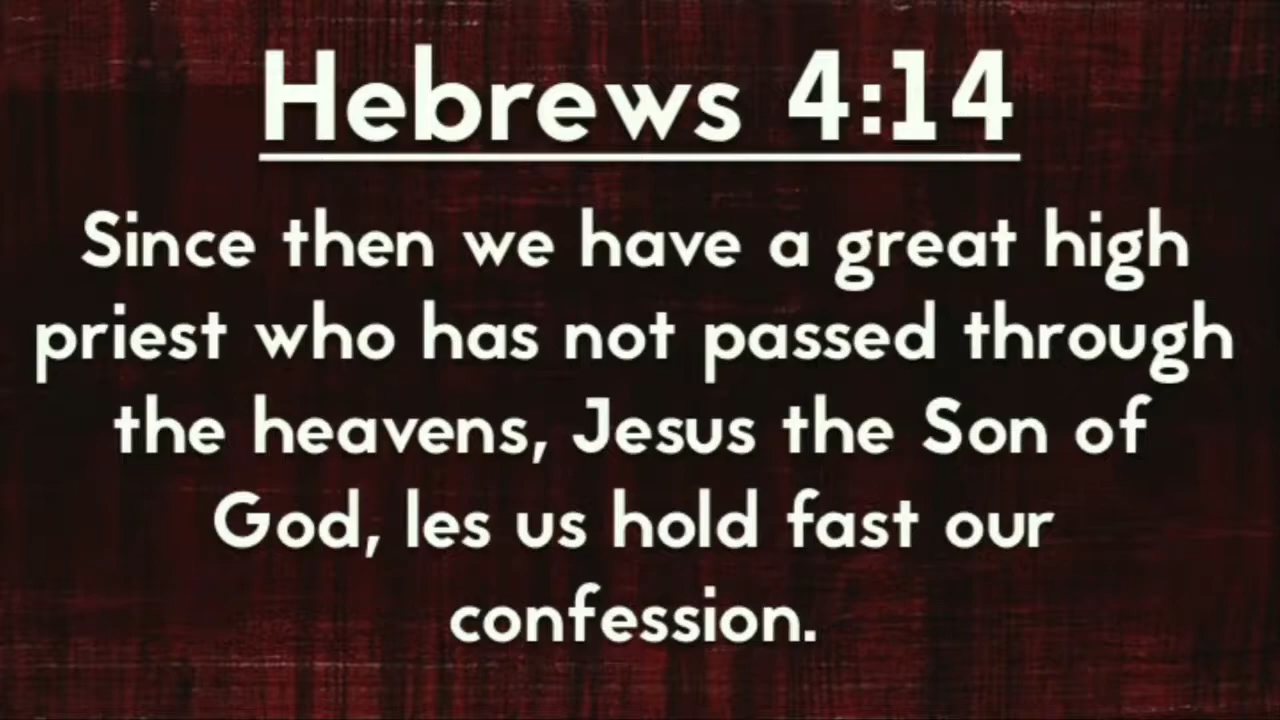 Hebrews 4:14
Since then we have a great high
priest who has not passed through
the heavens, Jesus the Son of
God, les us hold fast our
confession.